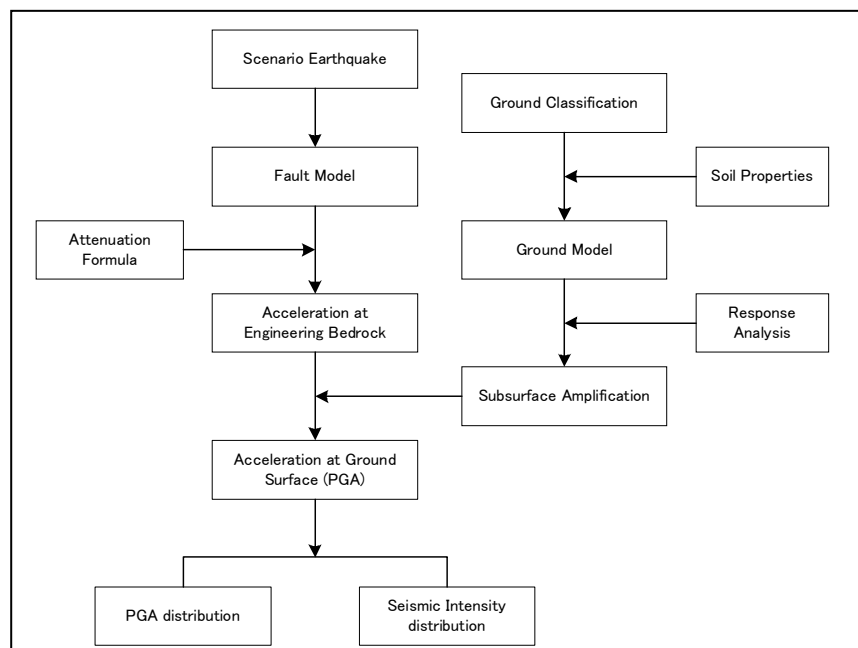 Scenario Earthquake
Ground Classification
Fault Model
Soil Properties
Attenuation
Formula
Ground Model
Acceleration at
Engineering Bedrock
Response
Analysis
Subsurface Amplification
Acceleration at Ground
Surface (PGA)
PGA distribution
Seismic Intensity
distribution